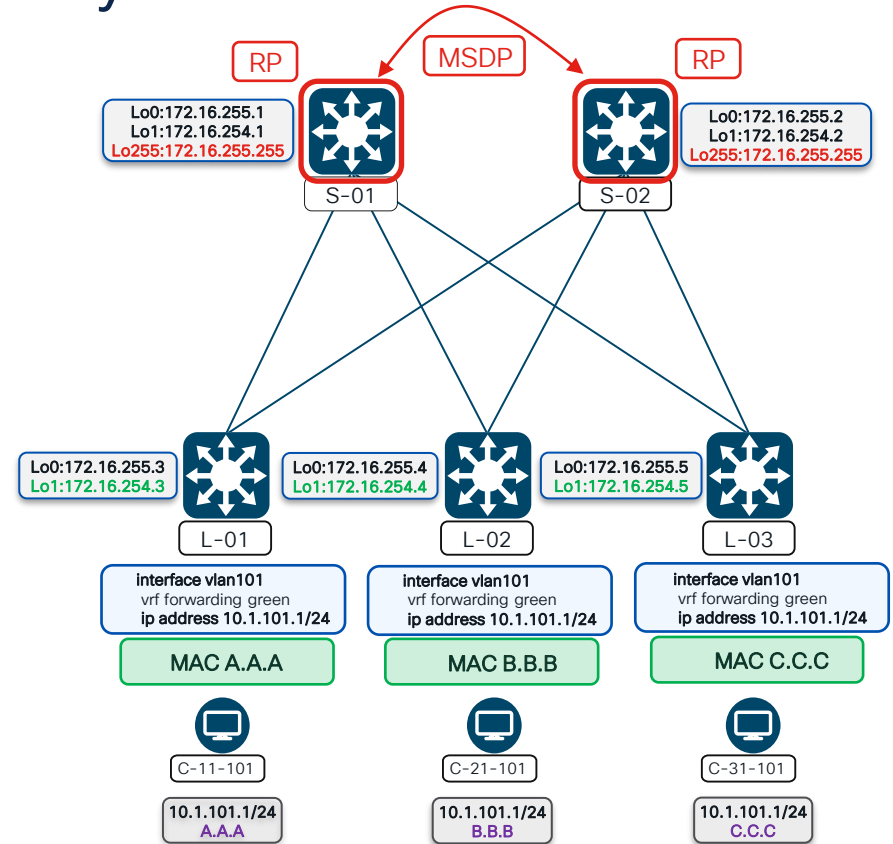 RP
MSDP
RP
Lo0:172.16.255.1
Lo1:172.16.254.1
Lo255:172.16.255.255
Lo0:172.16.255.2
Lo1:172.16.254.2
Lo255:172.16.255.255
S-01
S-02
Lo0:172.16.255.3
Lo1:172.16.254.3
Lo0:172.16.255.4
Lo1:172.16.254.4
Lo0:172.16.255.5
Lo1:172.16.254.5
L-01
L-02
L-03
interface vlan101
vrf forwarding green
ip address 10.1.101.1/24
interface vlan101
vrf forwarding green
ip address 10.1.101.1/24
interface vlan101
vrf forwarding green
ip address 10.1.101.1/24
MAC A.A.A
MAC B.B.B
MAC C.C.C
C-11-101
C-21-101
C-31-101
10.1.101.1/24
A.A.A
10.1.101.1/24
B.B.B
10.1.101.1/24
C.C.C